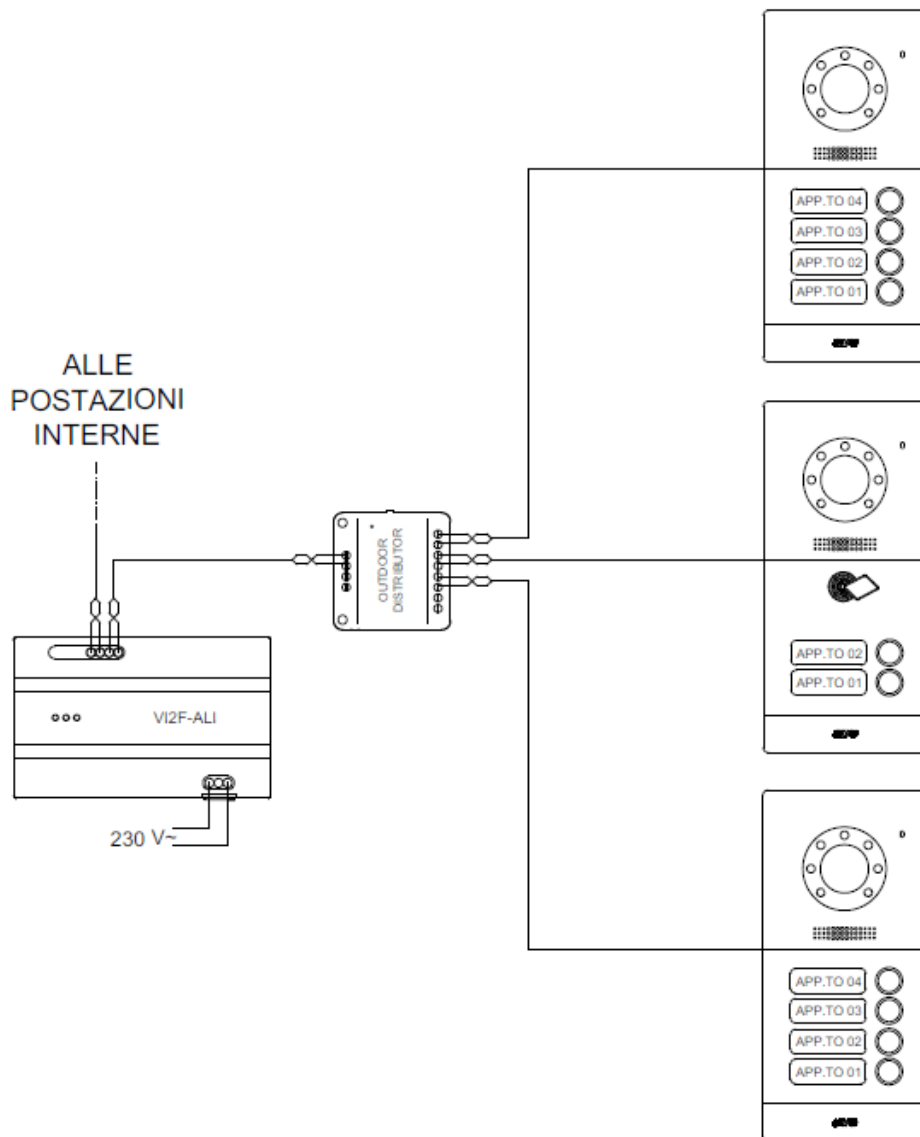 APP.TO 04
APP.TO 03
APP.TO 02
APP.TO 01
ALLE
POSTAZIONI
INTERNE
OUTDOOR
DISTRIBUTOR
APP.TO 02
APP.TO 01
VI2F-ALI
230 V~
APP.TO 04
APP.TO 03
APP.TO 02
APP.TO 01